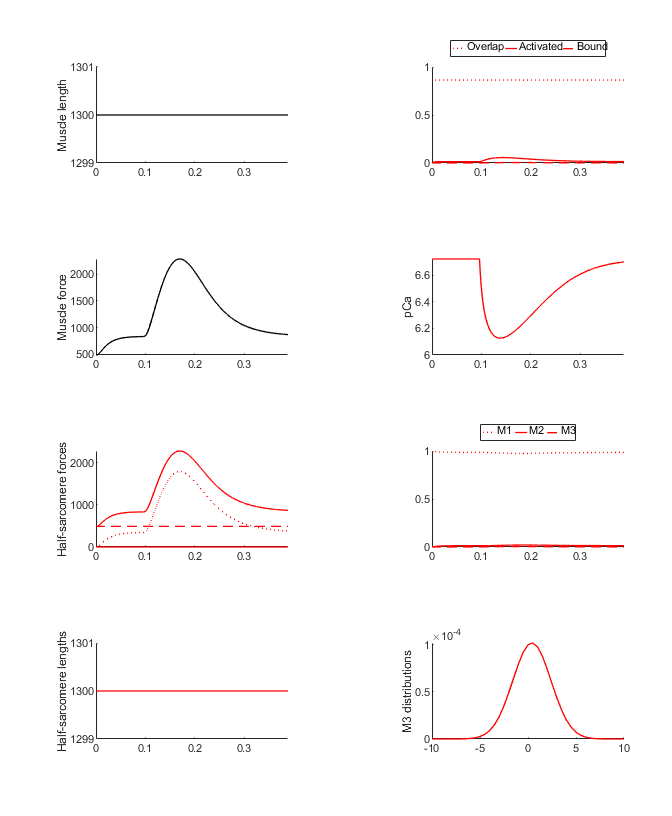 Muscle length
1301
1300
1299
0 0.1 0.2 0.3
Overlap Activated Bound
1
0.5
0
0 0.1 0.2 0.3
Muscle force
2000
1500
1000
500
0 0.1 0.2 0.3
pCa
6.6
6.4
6.2
6
0 0.1 0.2 0.3
Half-sarcomere forces
2000
1000
0
0 0.1 0.2 0.3
M1 M2 M3
1
0.5
0
0 0.1 0.2 0.3
Half-sarcomere lengths
1301
1300
1299
0 0.1 0.2 0.3
M3 distributions
×10-4
1
0.5
0
-10 -5 0 5 10